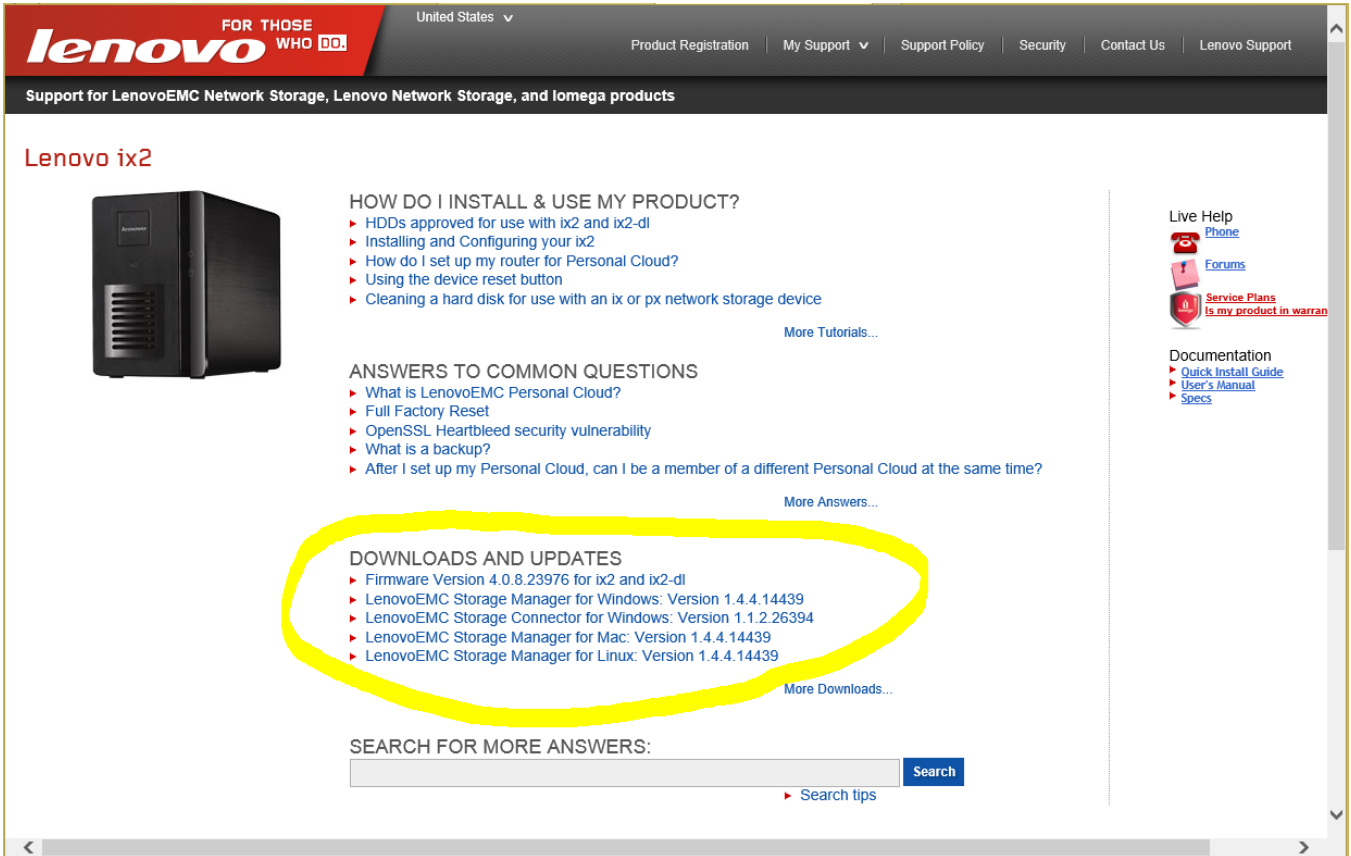 lenovo FOR THOSE WHO DO.
United States
Product Registration My Support Support Policy Security Contact Us Lenovo Support
Support for LenovoEMC Network Storage, Lenovo Network Storage, and Iomega products
Lenovo ix2
HOW DO I INSTALL & USE MY PRODUCT?
HDDs approved for use with ix2 and ix2-dl
Installing and Configuring your ix2
How do I set up my router for Personal Cloud?
Using the device reset button
Cleaning a hard disk for use with an ix or px network storage device
More Tutorials...
ANSWERS TO COMMON QUESTIONS
What is LenovoEMC Personal Cloud?
Full Factory Reset
OpenSSL Heartbleed security vulnerability
What is a backup?
After I set up my Personal Cloud, can I be a member of a different Personal Cloud at the same time?
More Answers...
DOWNLOADS AND UPDATES
Firmware Version 4.0.8.23976 for ix2 and ix2-dl
LenovoEMC Storage Manager for Windows: Version 1.4.4.14439
LenovoEMC Storage Connector for Windows: Version 1.1.2.26394
LenovoEMC Storage Manager for Mac: Version 1.4.4.14439
LenovoEMC Storage Manager for Linux: Version 1.4.4.14439
More Downloads...
SEARCH FOR MORE ANSWERS:
Search
Search tips
Live Help
Phone
Forums
Service Plans
Is my product in warran
Documentation
Quick Install Guide
User's Manual
Specs